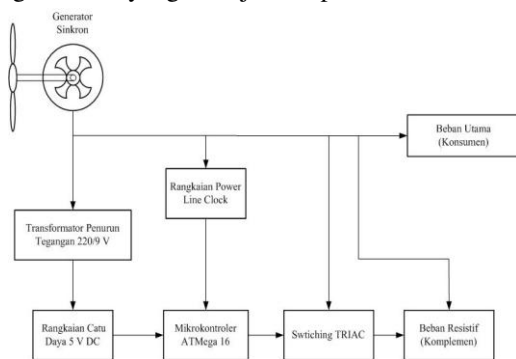 Generator
Sinkron
Beban Utama
(Konsumen)
Rangkaian Power
Line Clock
Transformator Penurun
Tegangan 220/9 V
Rangkaian Catu
Daya 5 V DC
Mikrokontroler
ATMega 16
Swtiching TRIAC
Beban Resistif
(Komplemen)